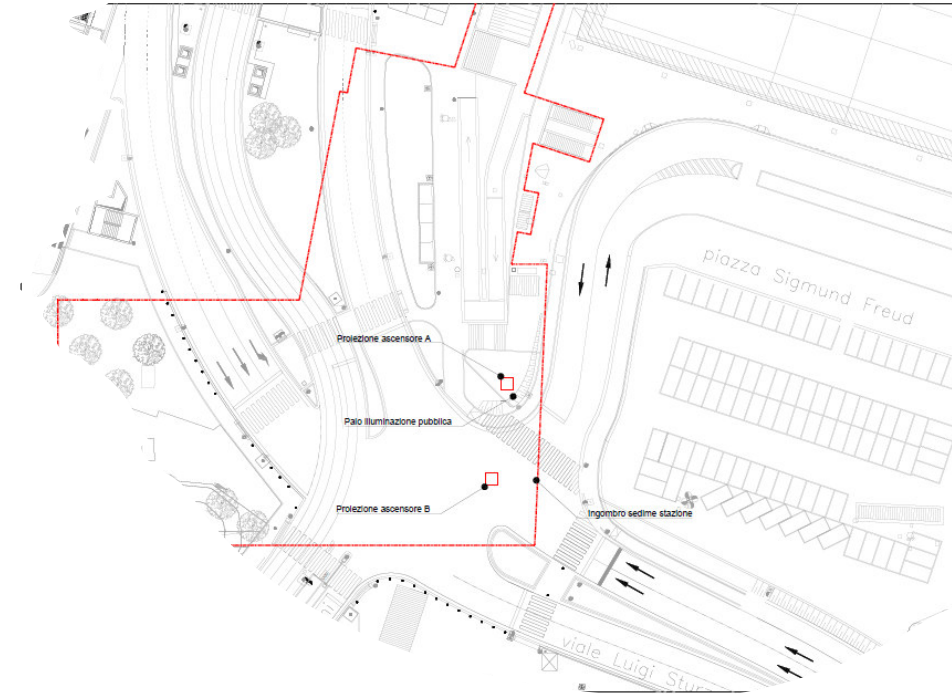 piazza Sigmund Freud
Proiezione ascensore A
Palo illuminazione pubblica
Proiezione ascensore B
Ingombro sedime stazione
viale Luigi Stur